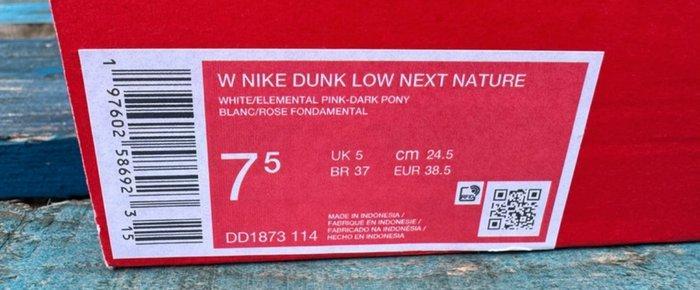 W NIKE DUNK LOW NEXT NATURE
WHITE/ELEMENTAL PINK-DARK PONY
BLANC/ROSE FONDAMENTAL
7⁵
UK 5 cm 24.5
BR 37 EUR 38.5
MADE IN INDONESIA /
FABRIQUÉ EN INDONESIE /
FABRICADO NA INDONÉSIA /
HECHO EN INDONESIA
DD1873 114
1 97602 58692 3 15